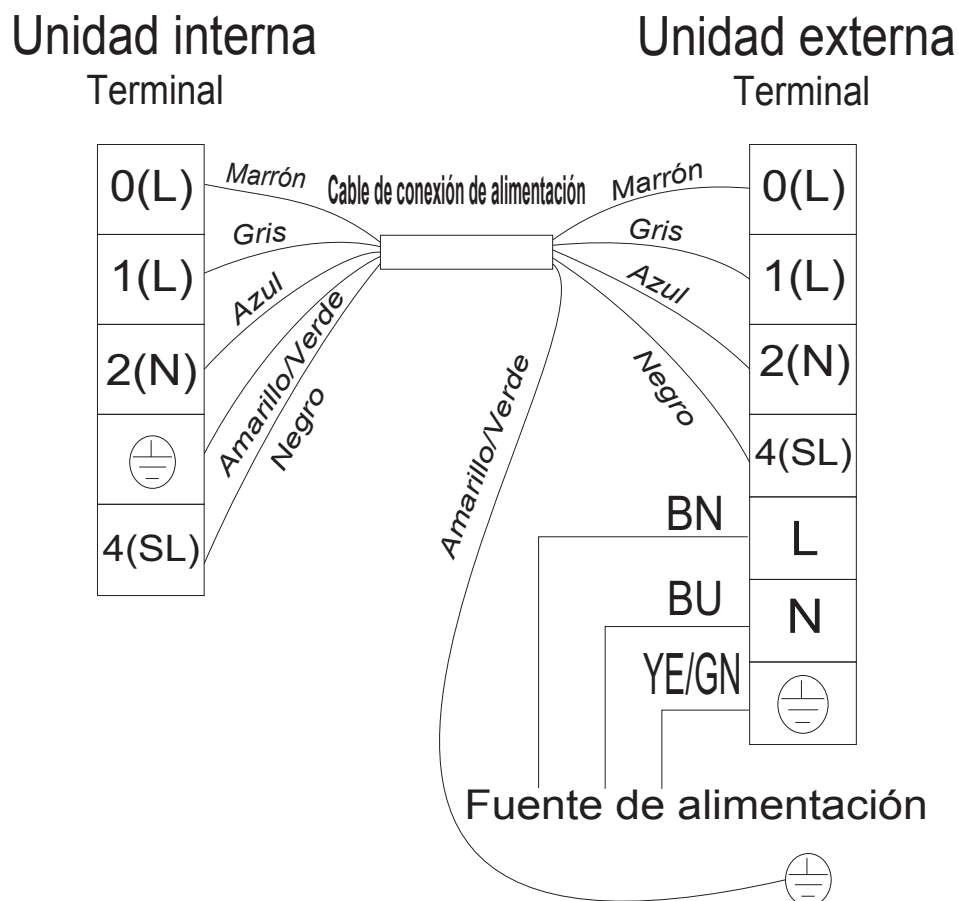 Unidad interna
Terminal
Unidad externa
Terminal
0(L)
1(L)
2(N)
4(SL)
Marrón
Gris
Azul
Amarillo/Verde
Negro
Cable de conexión de alimentación
Marrón
Gris
Azul
Negro
Amarillo/Verde
0(L)
1(L)
2(N)
4(SL)
L
N
BN
BU
YE/GN
Fuente de alimentación